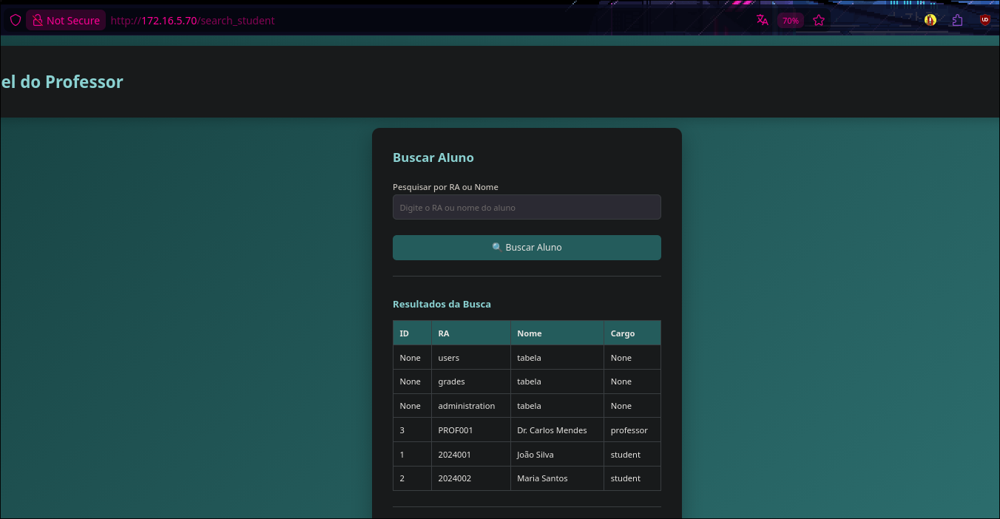 Not Secure http://172.16.5.70/search_student 70%
el do Professor
Buscar Aluno
Pesquisar por RA ou Nome
Digite o RA ou nome do aluno
🔍 Buscar Aluno
Resultados da Busca
ID RA Nome Cargo
None users tabela None
None grades tabela None
None administration tabela None
3 PROF001 Dr. Carlos Mendes professor
1 2024001 João Silva student
2 2024002 Maria Santos student